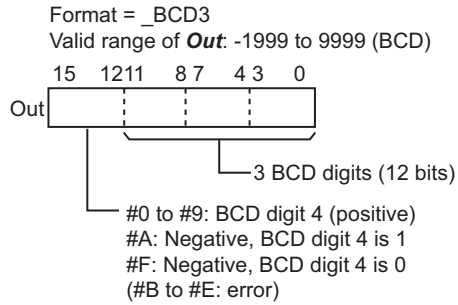 Format = _BCD3
Valid range of Out: -1999 to 9999 (BCD)
15 1211 8 7 4 3 0
Out
3 BCD digits (12 bits)
#0 to #9: BCD digit 4 (positive)
#A: Negative, BCD digit 4 is 1
#F: Negative, BCD digit 4 is 0
(#B to #E: error)